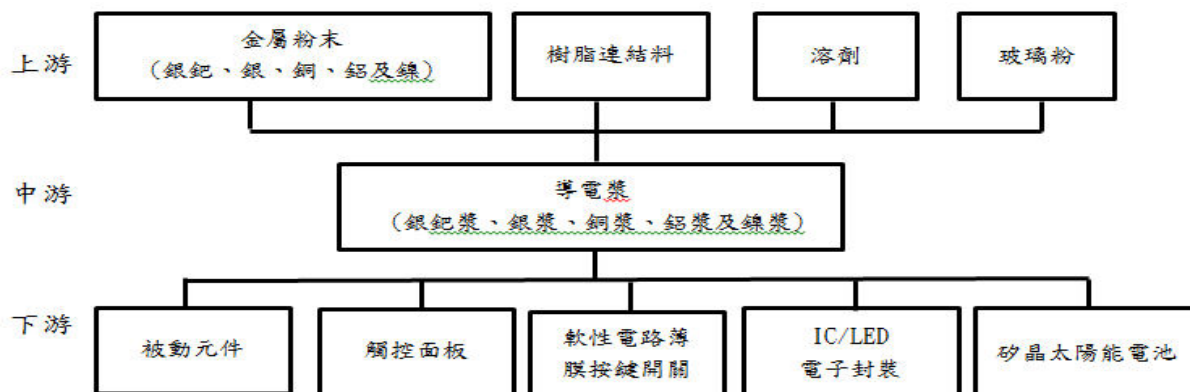 上游
金屬粉末
(銀鈀、銀、銅、鋁及鎳)
樹脂連結料
溶劑
玻璃粉
中游
導電漿
(銀鈀漿、銀漿、銅漿、鋁漿及鎳漿)
下游
被動元件
觸控面板
軟性電路薄
膜按鍵開關
IC/LED
電子封裝
矽晶太陽能電池